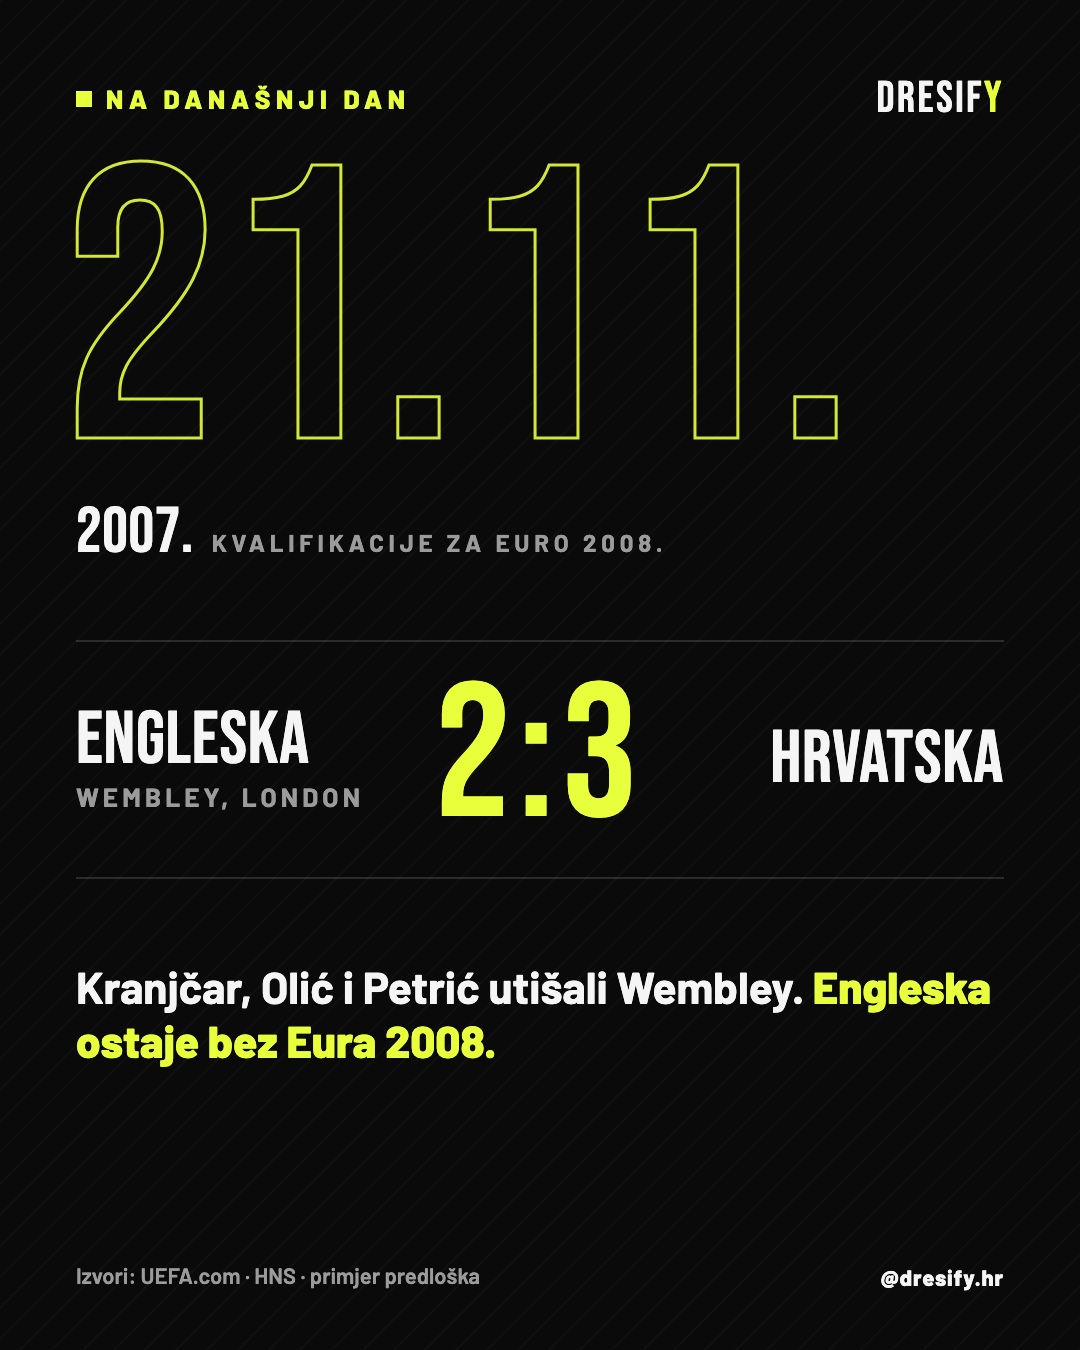 NA DANAŠNJI DAN
DRESIFY
21.11.
2007. KVALIFIKACIJE ZA EURO 2008.
ENGLESKA
WEMBLEY, LONDON
2:3
HRVATSKA
Kranjčar, Olić i Petrić utišali Wembley. Engleska
ostaje bez Eura 2008.
Izvori: UEFA.com · HNS · primjer predloška
@dresify.hr